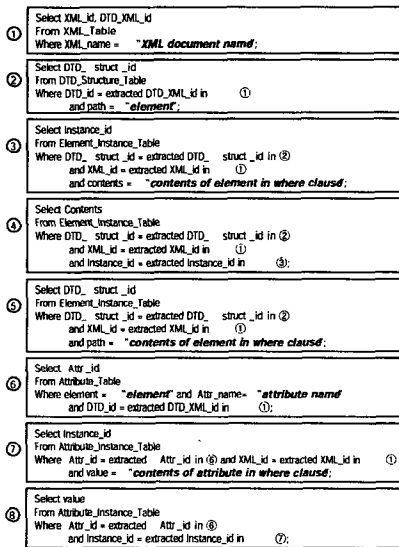 ①
Select XML_id, DTD_XML_id
From XML_Table
Where XML_name = "XML document name;
②
Select DTD_ struct _id
From DTD_Structure_Table
Where DTD_id = extracted DTD_XML_id in ①
and path = "element";
③
Select Instance_id
From Element_Instance_Table
Where DTD_ struct _id = extracted DTD_ struct _id in ②
and XML_id = extracted XML_id in ①
and contents = "contents of element in where clause;
④
Select Contents
From Element_Instance_Table
Where DTD_ struct _id = extracted DTD_ struct _id in ②
and XML_id = extracted XML_id in ①
and Instance_id = extracted Instance_id in ③;
⑤
Select DTD_ struct _id
From Element_Instance_Table
Where DTD_ struct _id = extracted DTD_ struct _id in ②
and XML_id = extracted XML_id in ①
and path = "contents of element in where clause;
⑥
Select Attr_id
From Attribute_Table
Where element = "element" and Attr_name= "attribute name
and DTD_id = extracted DTD_XML_id in ①;
⑦
Select Instance_id
From Attribute_Instance_Table
Where Attr_id = extracted Attr_id in ⑥ and XML_id = extracted XML_id in ①
and value = "contents of attribute in where clause;
⑧
Select value
From Attribute_Instance_Table
Where Attr_id = extracted Attr_id in ⑥
and Instance_id = extracted Instance_id in ⑦;